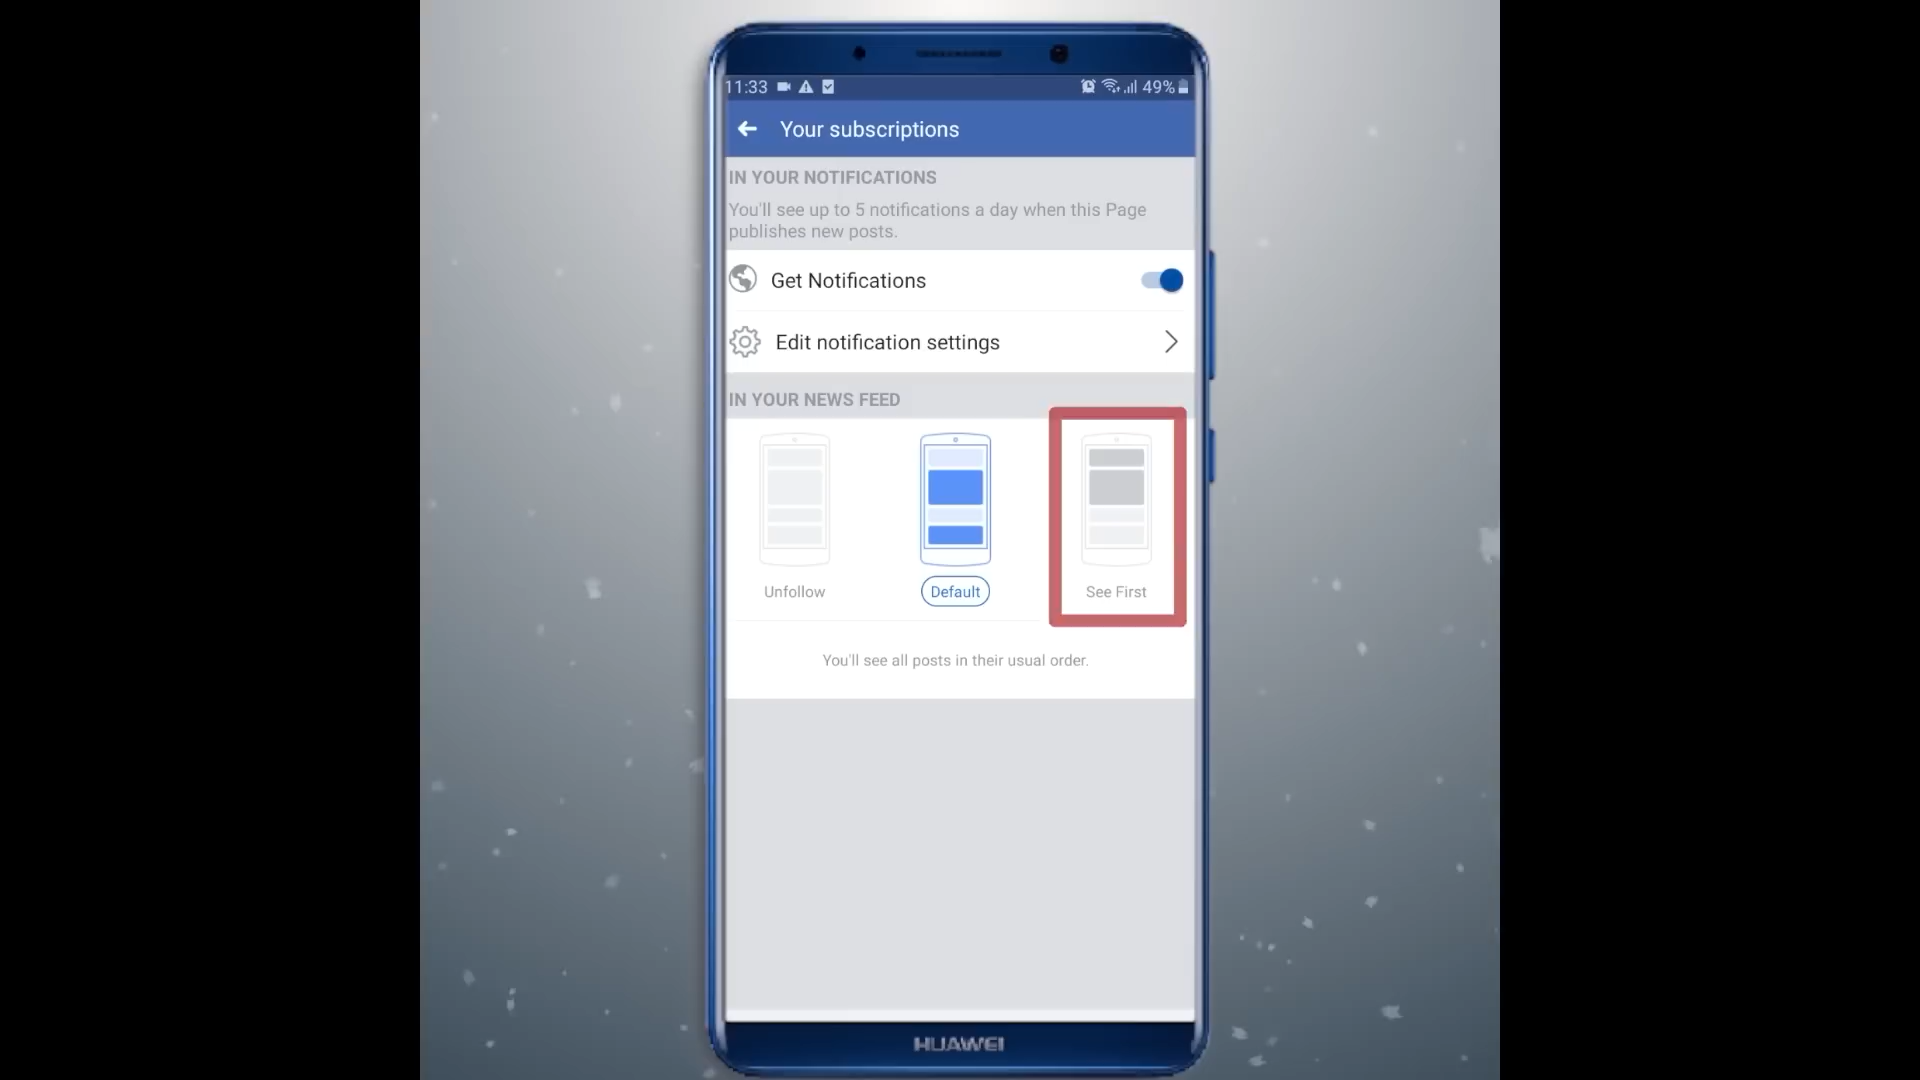 11:33
49%
Your subscriptions
IN YOUR NOTIFICATIONS
You'll see up to 5 notifications a day when this Page
publishes new posts.
Get Notifications
Edit notification settings
IN YOUR NEWS FEED
Unfollow
Default
See First
You'll see all posts in their usual order.
HUAWEI